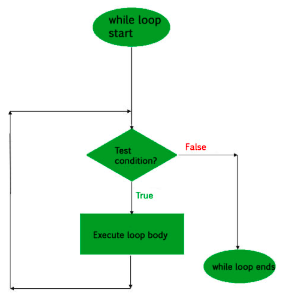 while loop
start
Test
condition?
False
True
Execute loop body
while loop ends